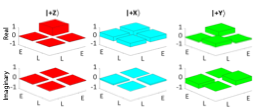 |+Z⟩ |+X⟩ |+Y⟩
Real
1 1 1
0 0 0
-1 -1 -1
Imaginary
1 1 1
0 0 0
-1 -1 -1
E L L E E L L E E L L E